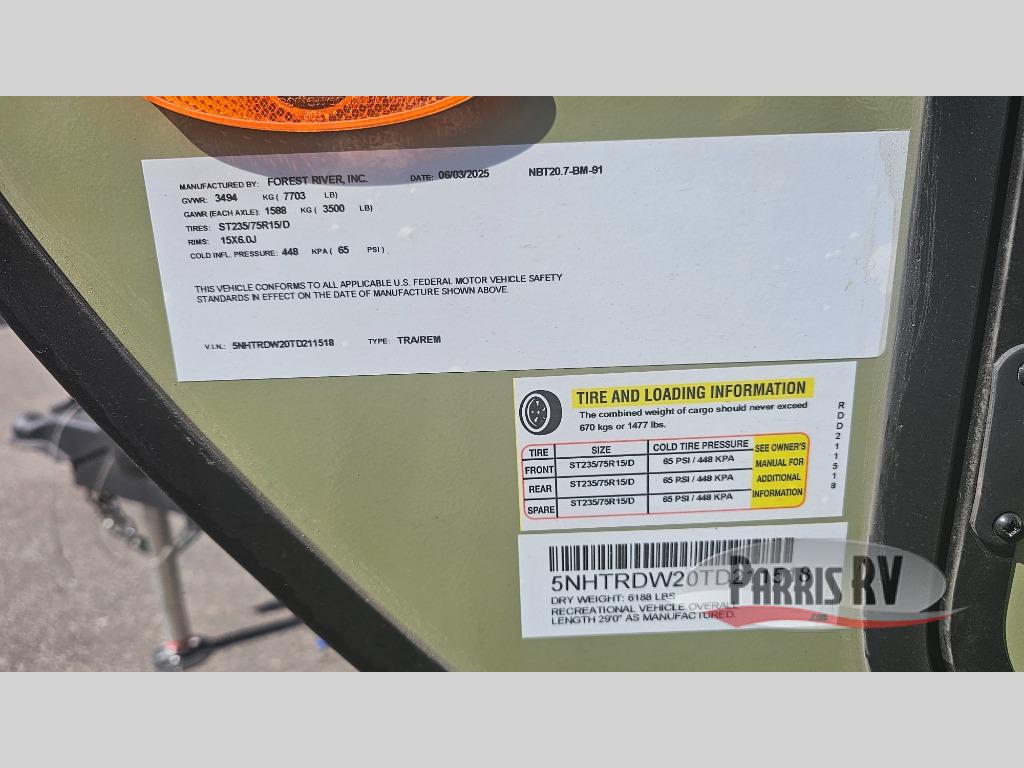 MANUFACTURED BY: FOREST RIVER, INC. DATE: 06/03/2025 NBT20.7-BM-91
GVWR: 3494 KG ( 7703 LB)
GAWR (EACH AXLE): 1588 KG ( 3500 LB)
TIRES: ST235/75R15/D
RIMS: 15X6.0J
COLD INFL. PRESSURE: 448 KPA ( 65 PSI )
THIS VEHICLE CONFORMS TO ALL APPLICABLE U.S. FEDERAL MOTOR VEHICLE SAFETY
STANDARDS IN EFFECT ON THE DATE OF MANUFACTURE SHOWN ABOVE.
V.I.N.: 5NHTRDW20TD211518 TYPE: TRA/REM
TIRE AND LOADING INFORMATION
The combined weight of cargo should never exceed
670 kgs or 1477 lbs.
TIRE SIZE COLD TIRE PRESSURE
FRONT ST235/75R15/D 65 PSI / 448 KPA
REAR ST235/75R15/D 65 PSI / 448 KPA
SPARE ST235/75R15/D 65 PSI / 448 KPA
SEE OWNER'S
MANUAL FOR
ADDITIONAL
INFORMATION
RDD211518
5NHTRDW20TD211518
DRY WEIGHT: 6188 LBS
RECREATIONAL VEHICLE OVERALL
LENGTH 29'0" AS MANUFACTURED.
PARRIS RV
.com